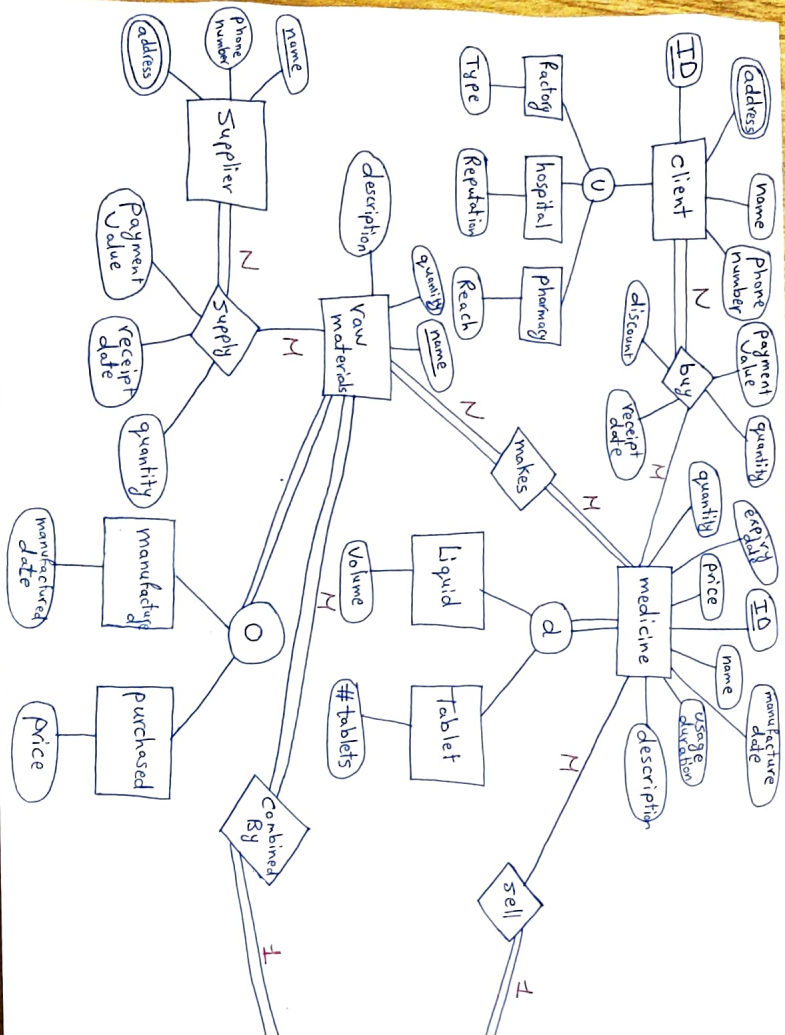 ID
address
name
phone
number
client
N
buy
payment
value
quantity
discount
receipt
date
M
U
Factory
Type
hospital
Reputation
pharmacy
Reach
quantity
expiry
date
price
ID
name
manufacture
date
usage
duration
description
medicine
d
Liquid
Volume
Tablet
#tablets
M
sell
1
M
makes
N
description
quantity
name
raw
materials
M
Supply
payment
value
receipt
date
quantity
N
Supplier
name
phone
number
address
O
manufactured
manufactured
date
purchased
price
M
Combined
By
1